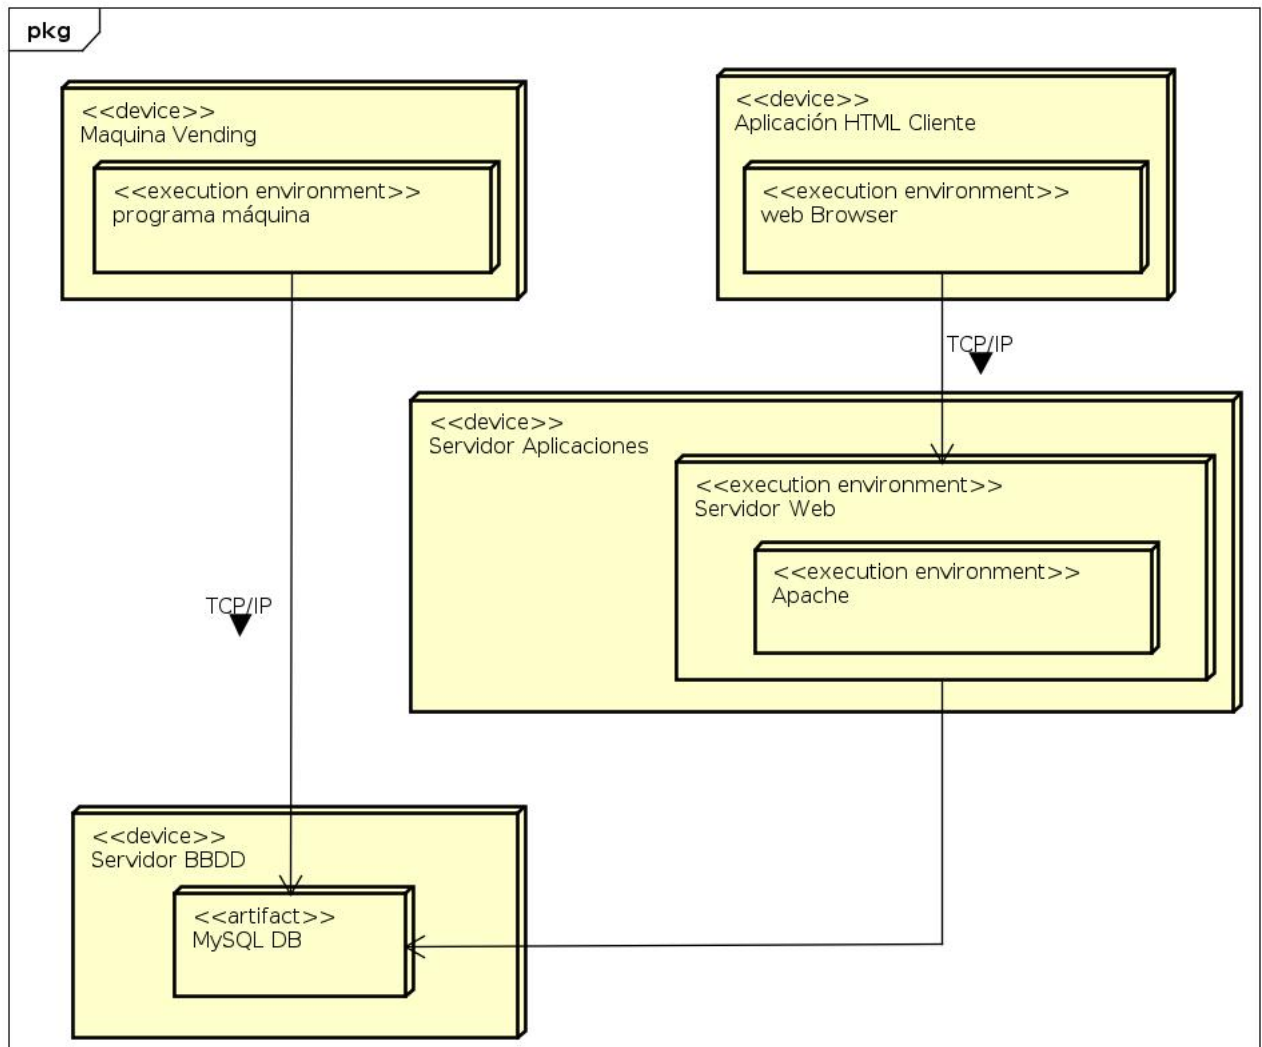 pkg
<<device>>
Maquina Vending
<<execution environment>>
programa máquina
<<device>>
Aplicación HTML Cliente
<<execution environment>>
web Browser
TCP/IP
<<device>>
Servidor Aplicaciones
<<execution environment>>
Servidor Web
<<execution environment>>
Apache
TCP/IP
<<device>>
Servidor BBDD
<<artifact>>
MySQL DB